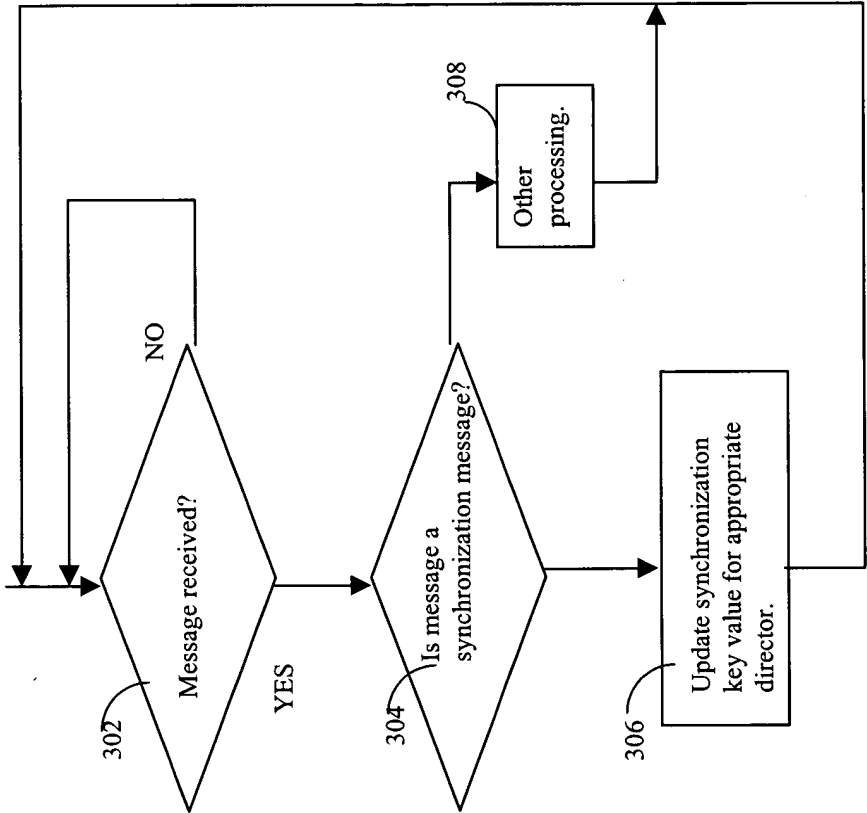 302
Message received?
NO
YES
304
Is message a
synchronization message?
308
Other
processing.
306
Update synchronization
key value for appropriate
director.